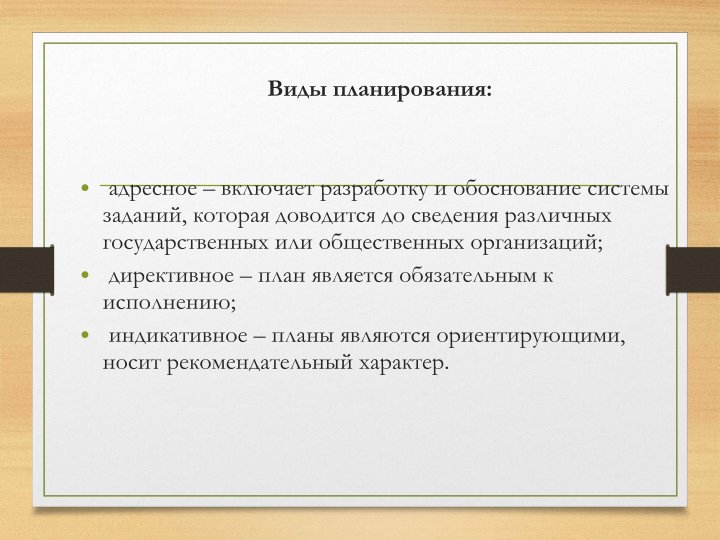 Виды планирования:
• адресное – включает разработку и обоснование системы
заданий, которая доводится до сведения различных
государственных или общественных организаций;
• директивное – план является обязательным к
исполнению;
• индикативное – планы являются ориентирующими,
носит рекомендательный характер.